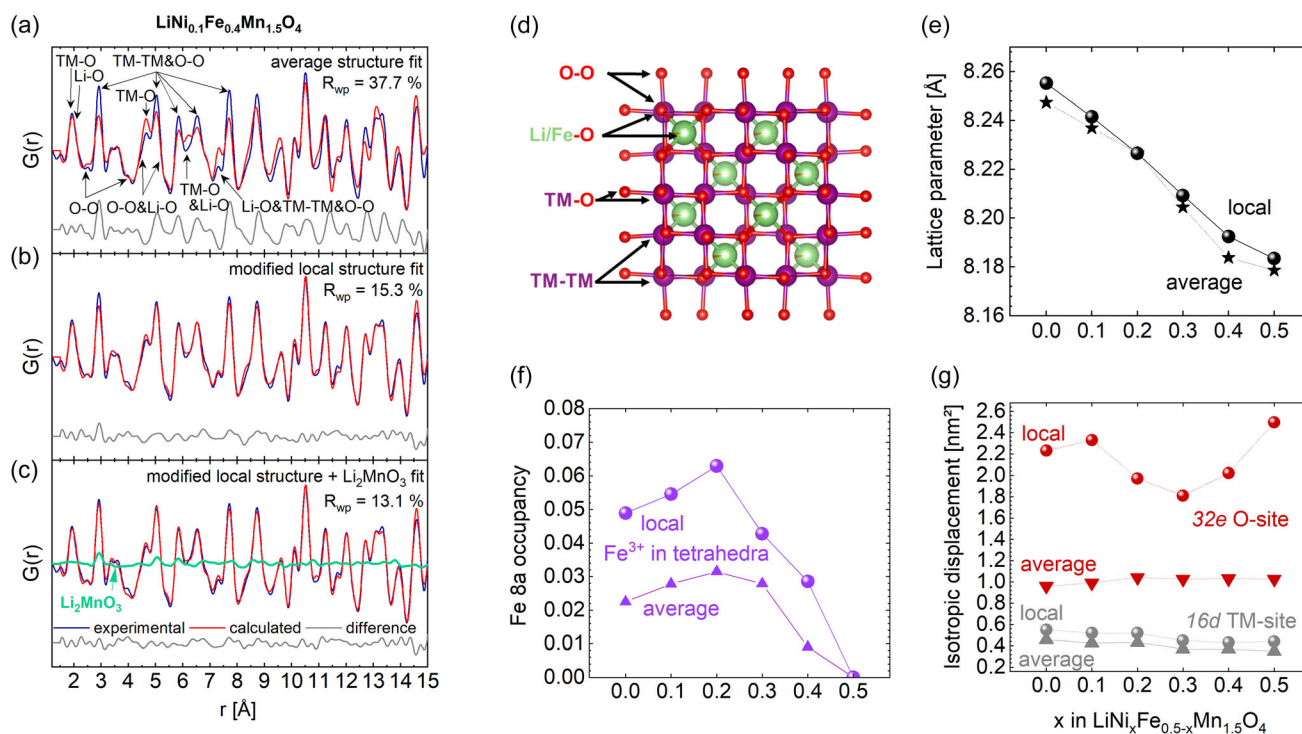 (a)
LiNi0.1Fe0.4Mn1.5O4
G(r)
TM-O
Li-O
TM-TM&O-O
TM-O
average structure fit
Rwp = 37.7 %
O-O
O-O&Li-O
TM-O
&Li-O
Li-O&TM-TM&O-O
(b)
G(r)
modified local structure fit
Rwp = 15.3 %
(c)
G(r)
modified local structure + Li2MnO3 fit
Rwp = 13.1 %
Li2MnO3
experimental
calculated
difference
2 3 4 5 6 7 8 9 10 11 12 13 14 15
r [Å]
(d)
O-O
Li/Fe-O
TM-O
TM-TM
(e)
Lattice parameter [Å]
8.26
8.24
8.22
8.20
8.18
8.16
local
average
0.0 0.1 0.2 0.3 0.4 0.5
(f)
Fe 8a occupancy
0.08
0.07
0.06
0.05
0.04
0.03
0.02
0.01
0.00
local
Fe3+ in tetrahedra
average
0.0 0.1 0.2 0.3 0.4 0.5
(g)
Isotropic displacement [nm²]
2.6
2.4
2.2
2.0
1.8
1.6
1.4
1.2
1.0
0.8
0.6
0.4
0.2
local
32e O-site
average
local
16d TM-site
average
0.0 0.1 0.2 0.3 0.4 0.5
x in LiNixFe0.5-xMn1.5O4